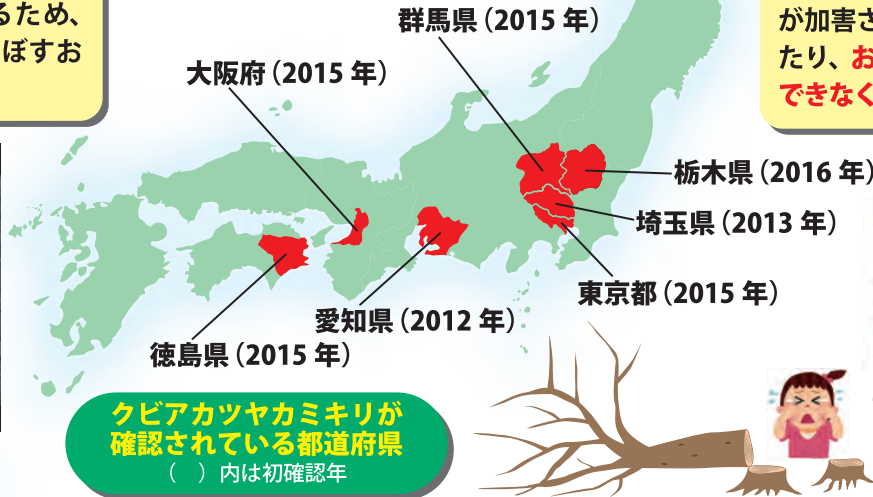 るため、
ぼすお
群馬県（2015 年）
が加害さ
たり、お
できなく
大阪府（2015 年）
栃木県（2016 年）
埼玉県（2013 年）
東京都（2015 年）
愛知県（2012 年）
徳島県（2015 年）
クビアカツヤカミキリが
確認されている都道府県
（　）内は初確認年